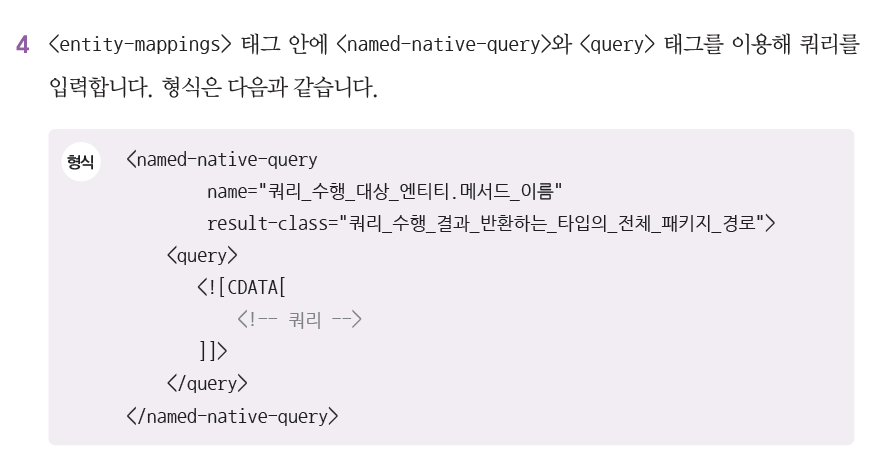 4 <entity-mappings> 태그 안에 <named-native-query>와 <query> 태그를 이용해 쿼리를
입력합니다. 형식은 다음과 같습니다.
형식 <named-native-query
name="쿼리_수행_대상_엔티티.메서드_이름"
result-class="쿼리_수행_결과_반환하는_타입의_전체_패키지_경로">
<query>
<![CDATA[
<!-- 쿼리 -->
]]>
</query>
</named-native-query>